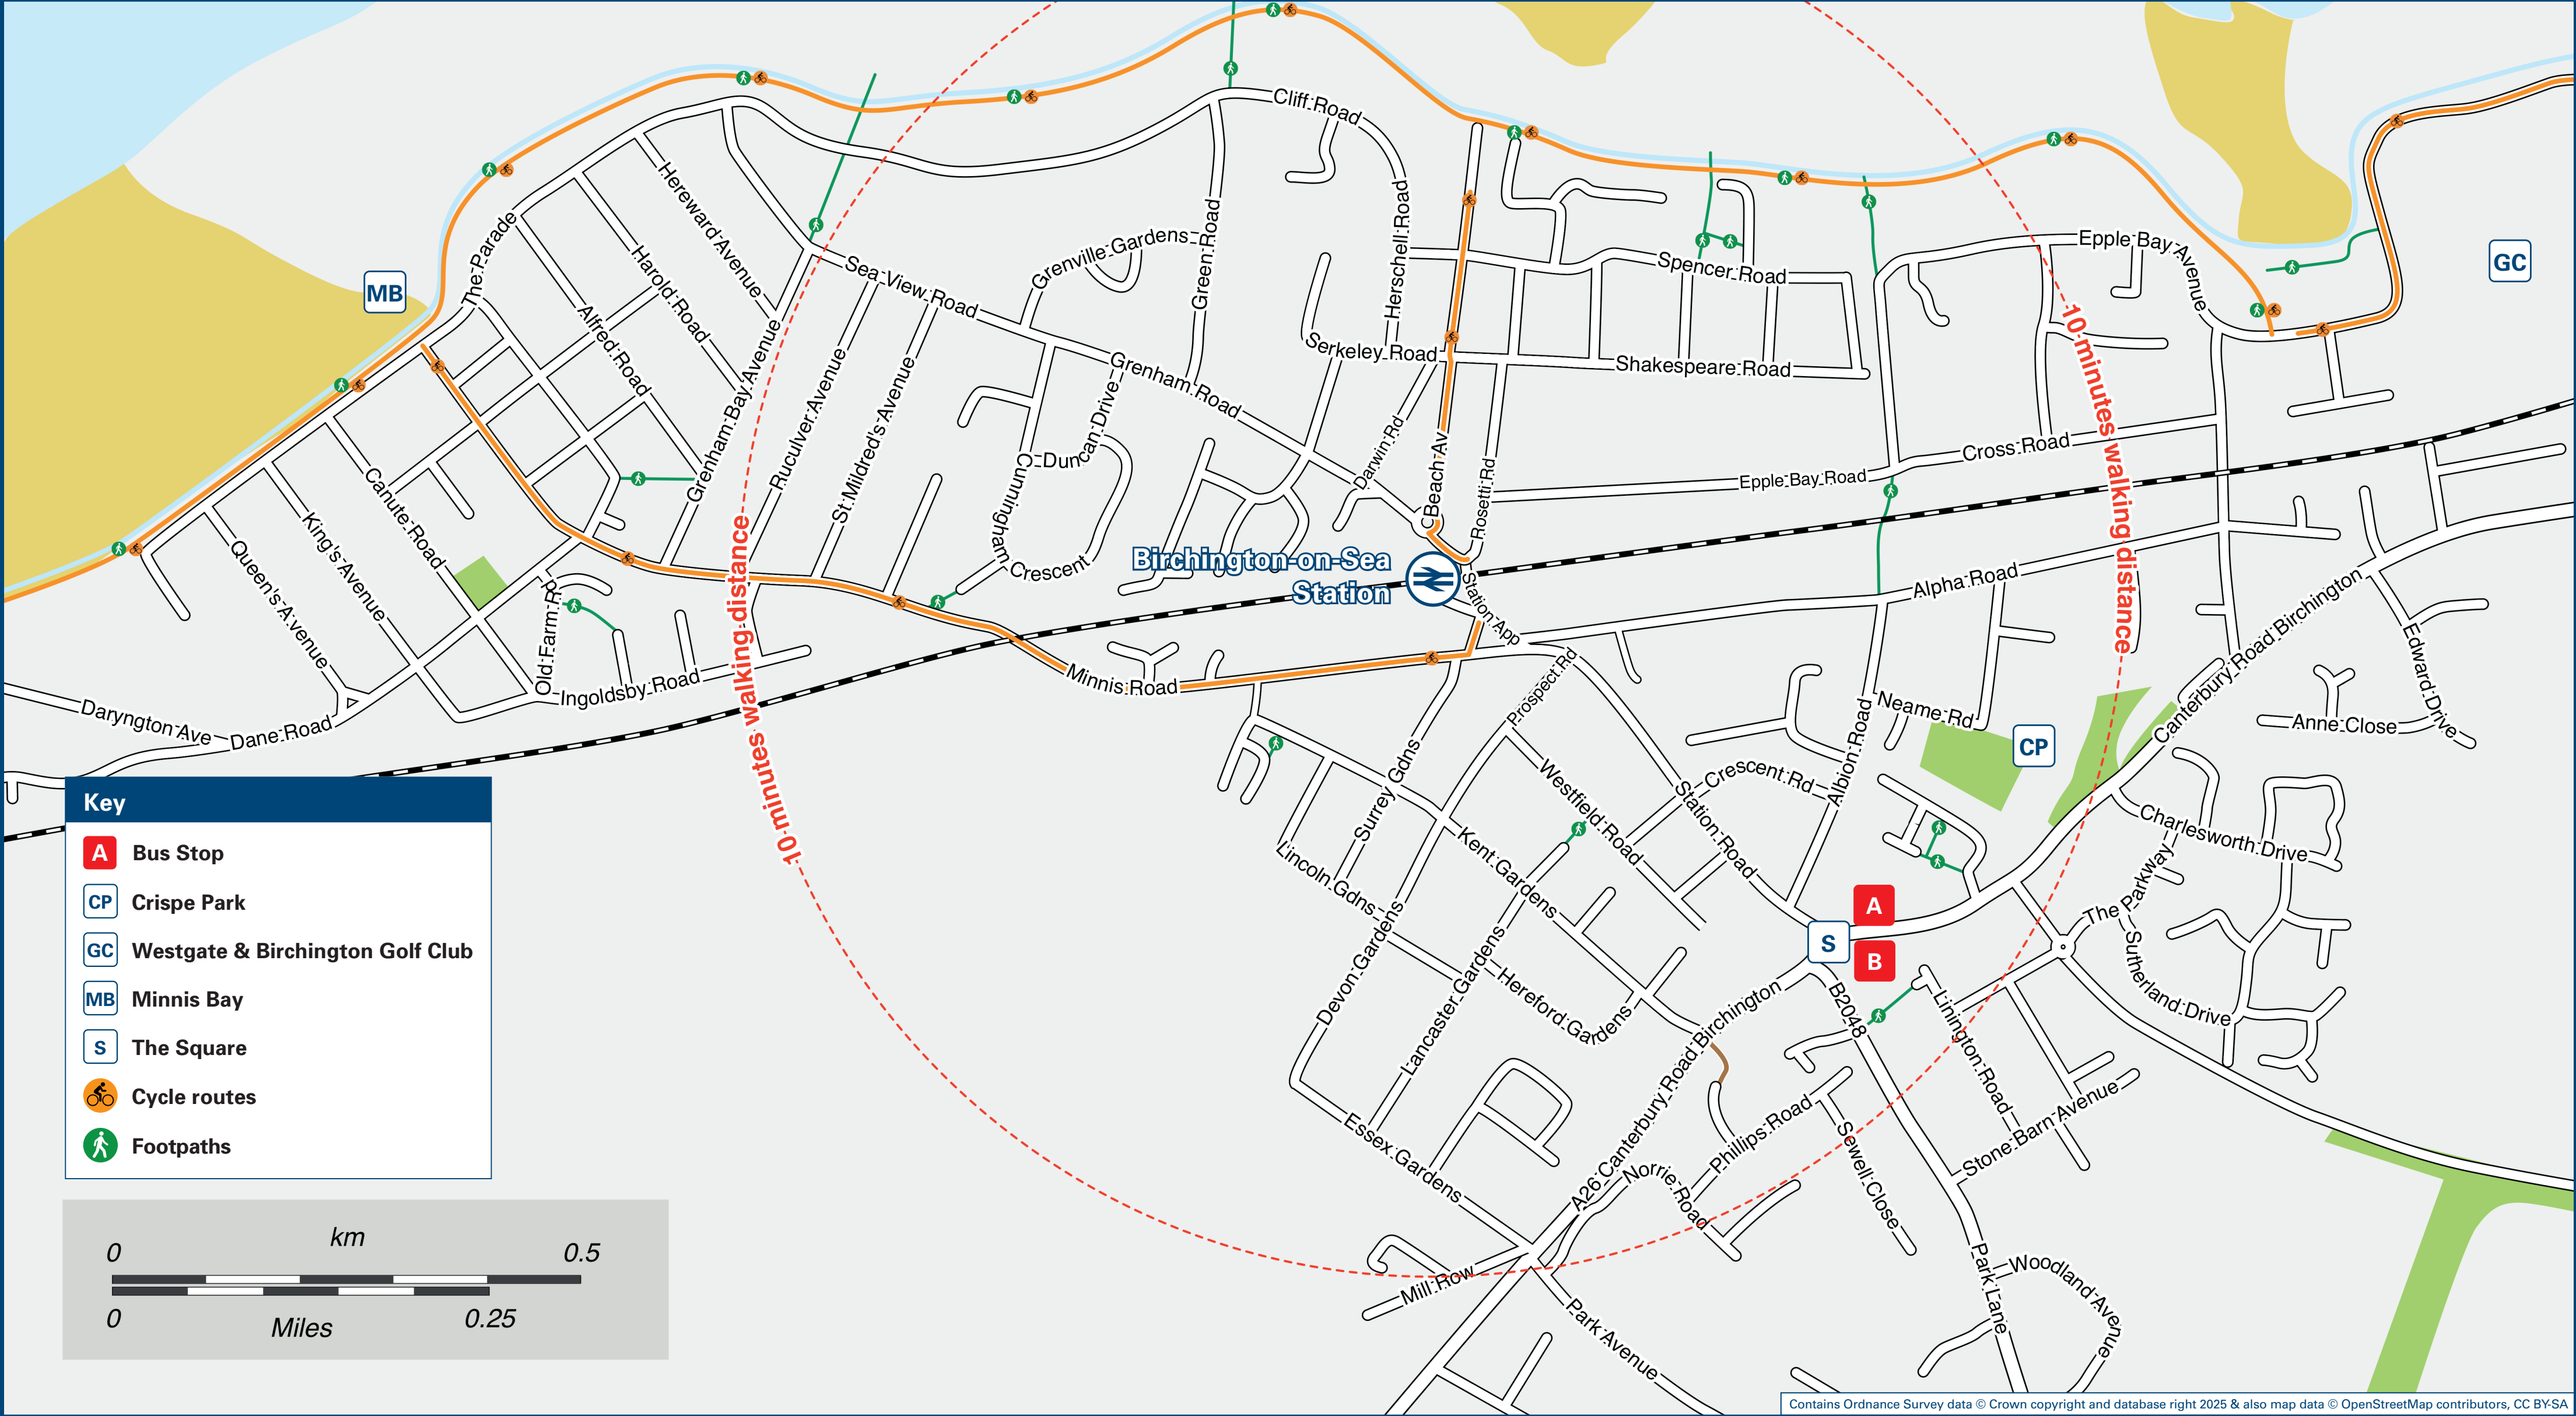 Cliff Road
Hereward Avenue
The Parade
Harold Road
Alfred Road
Sea View Road
Grenville Gardens
Green Road
Herschell Road
Spencer Road
Epple Bay Avenue
GC
MB
Serkeley Road
Shakespeare Road
10 minutes walking distance
Grenham Bay Avenue
Ruculver Avenue
St Mildred's Avenue
Grenham Road
Duncan Drive
Cunningham Crescent
Darwin Rd
Beach Av
Rosetti Rd
Epple Bay Road
Cross Road
Canute Road
King's Avenue
Queen's Avenue
10 minutes walking distance
Birchington-on-Sea
Station
Station App
Alpha Road
Canterbury Road Birchington
Edward Drive
Old Farm Rd
Ingoldsby Road
Minnis Road
Prospect Rd
Neame Rd
CP
Anne Close
Daryngton Ave
Dane Road
Surrey Gdns
Westfield Road
Crescent Rd
Station Road
Albion Road
Charlesworth Drive
The Parkway
Lincoln Gdns
Kent Gardens
A
S
B
Sutherland Drive
Devon Gardens
Lancaster Gardens
Hereford Gardens
B2048
Linington Road
Stone Barn Avenue
A26 Canterbury Road Birchington
Essex Gardens
Phillips Road
Norrie Road
Sewell Close
Mill Row
Park Avenue
Park Lane
Woodland Avenue
Key
A Bus Stop
CP Crispe Park
GC Westgate & Birchington Golf Club
MB Minnis Bay
S The Square
Cycle routes
Footpaths
km
0 0.5
0 0.25
Miles
Contains Ordnance Survey data © Crown copyright and database right 2025 & also map data © OpenStreetMap contributors, CC BY-SA